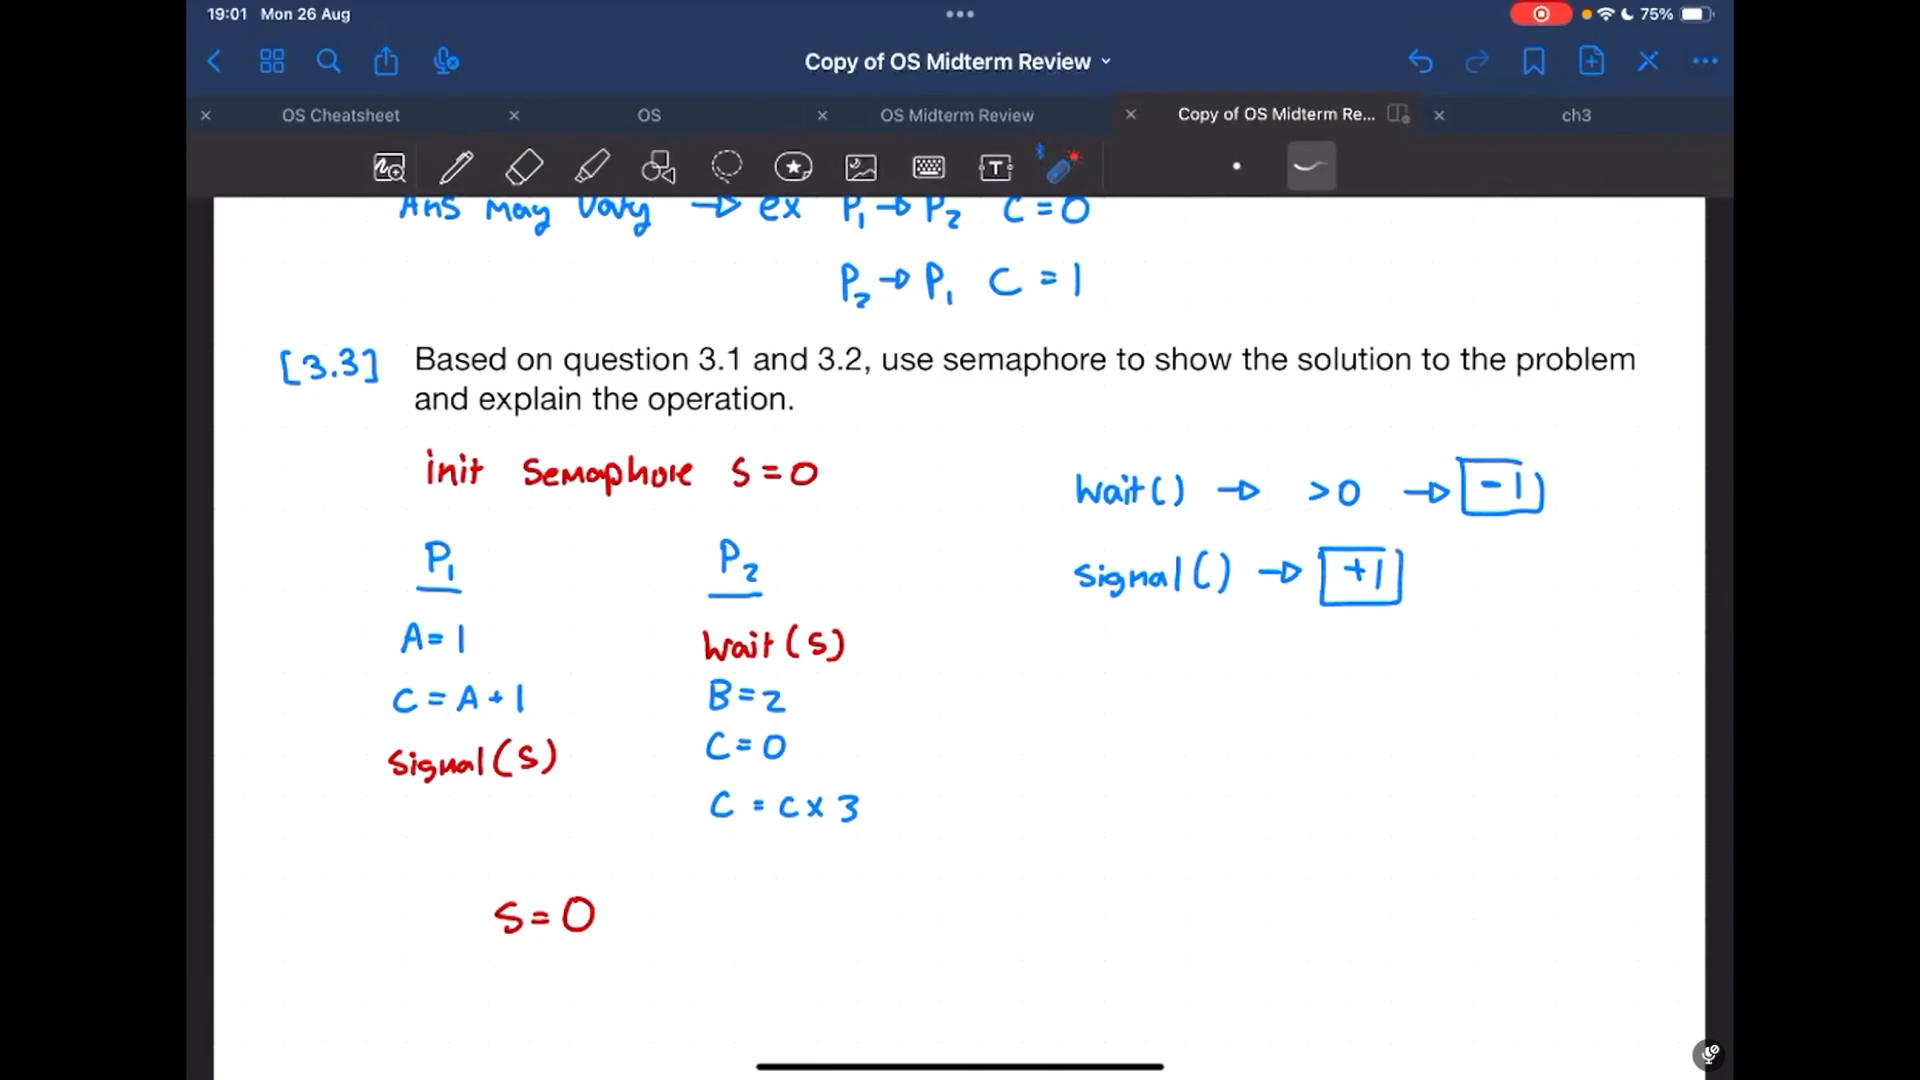 19:01 Mon 26 Aug
75%
Copy of OS Midterm Review
OS Cheatsheet
OS
OS Midterm Review
Copy of OS Midterm Re...
ch3
Ans May Vary → ex P₁ → P₂ C = 0
P₂ → P₁ C = 1
[3.3] Based on question 3.1 and 3.2, use semaphore to show the solution to the problem
and explain the operation.
init Semaphore S = 0
wait() → >0 → -1
signal() → +1
P₁
A = 1
C = A + 1
Signal(S)
P₂
Wait(S)
B = 2
C = 0
C = C x 3
S = 0